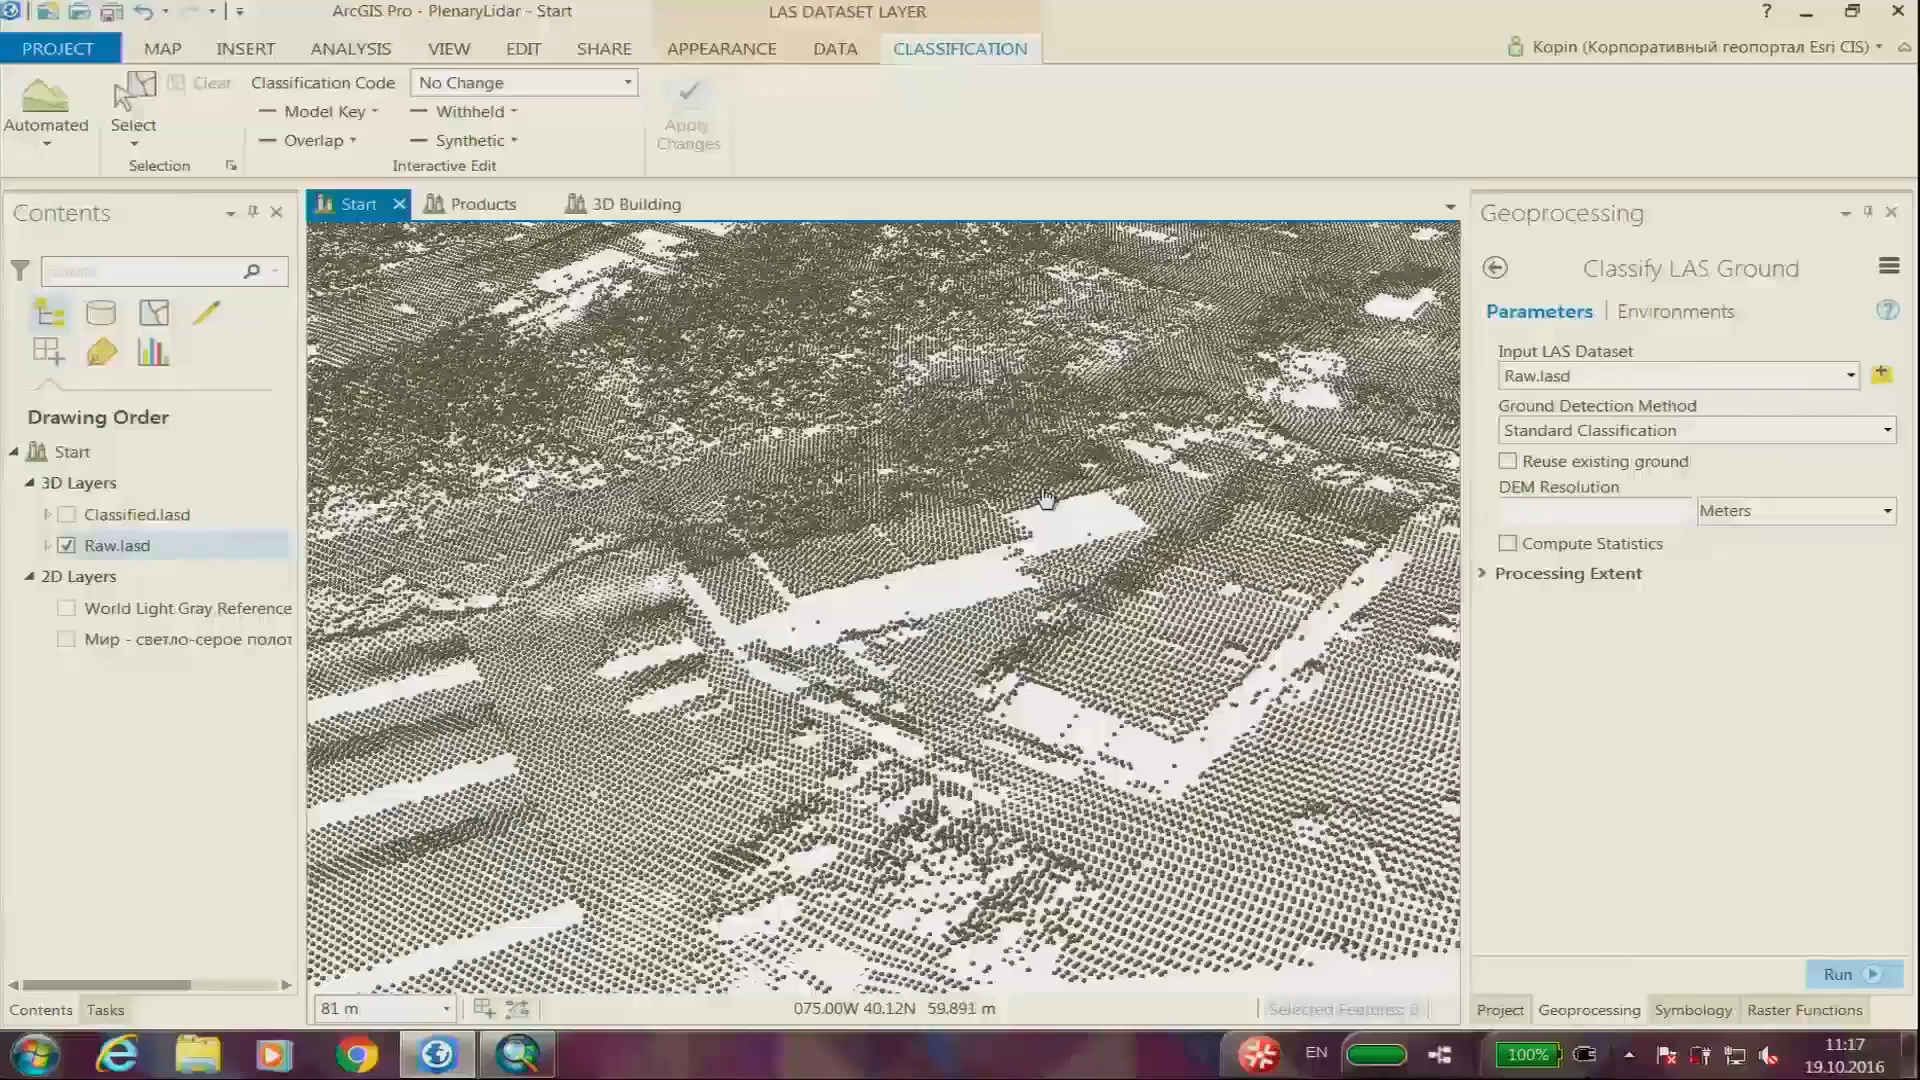 ArcGIS Pro - PlenaryLidar - Start
LAS DATASET LAYER
PROJECT
MAP
INSERT
ANALYSIS
VIEW
EDIT
SHARE
APPEARANCE
DATA
CLASSIFICATION
Kopin (Корпоративный геопортал Esri CIS)
Automated
Select
Clear
Selection
Classification Code
No Change
Model Key
Withheld
Overlap
Synthetic
Interactive Edit
Apply
Changes
Contents
Drawing Order
Start
3D Layers
Classified.lasd
Raw.lasd
2D Layers
World Light Gray Reference
Мир - светло-серое полот
Contents
Tasks
Start
Products
3D Building
81 m
075.00W 40.12N 59.891 m
Selected Features: 0
Geoprocessing
Classify LAS Ground
Parameters
Environments
Input LAS Dataset
Raw.lasd
Ground Detection Method
Standard Classification
Reuse existing ground
DEM Resolution
Meters
Compute Statistics
Processing Extent
Run
Project
Geoprocessing
Symbology
Raster Functions
EN
100%
11:17
19.10.2016